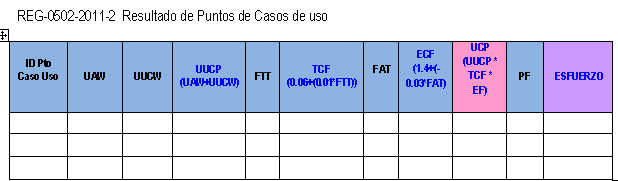 REG-0502-2011-2 Resultado de Puntos de Casos de uso
ID Pto
Caso Uso
UAW
UUCW
UUCP
(UAW+UUCW)
FTT
TCF
(0.06+(0.01*FTT))
FAT
ECF
(1.4+(-
0.03*FAT)
UCP
(UUCP *
TCF *
EF)
PF
ESFUERZO